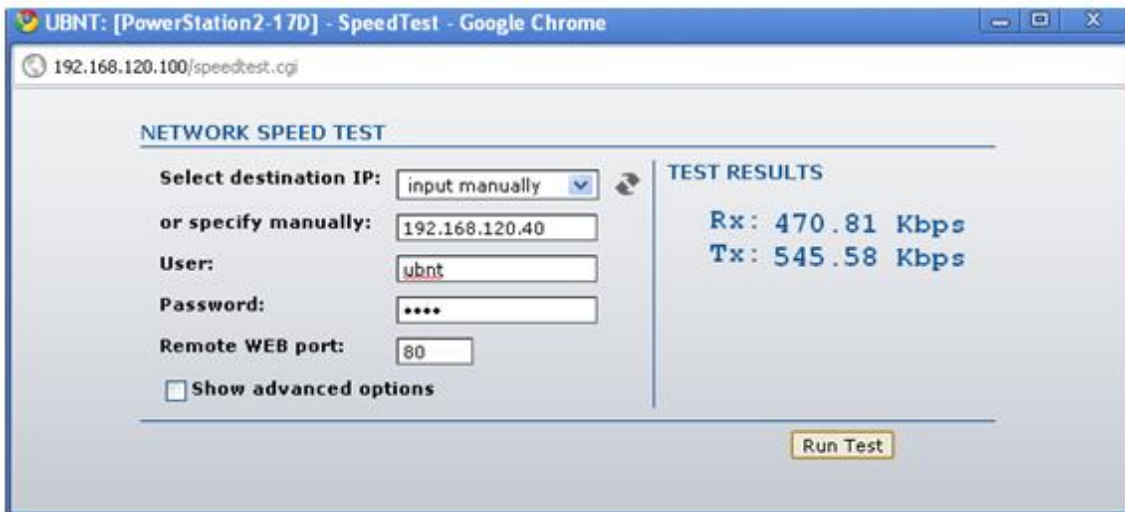 UBNT: [PowerStation2-17D] - SpeedTest - Google Chrome
192.168.120.100/speedtest.cgi
NETWORK SPEED TEST
Select destination IP: input manually
or specify manually: 192.168.120.40
User: ubnt
Password: ••••
Remote WEB port: 80
Show advanced options
TEST RESULTS
Rx: 470.81 Kbps
Tx: 545.58 Kbps
Run Test